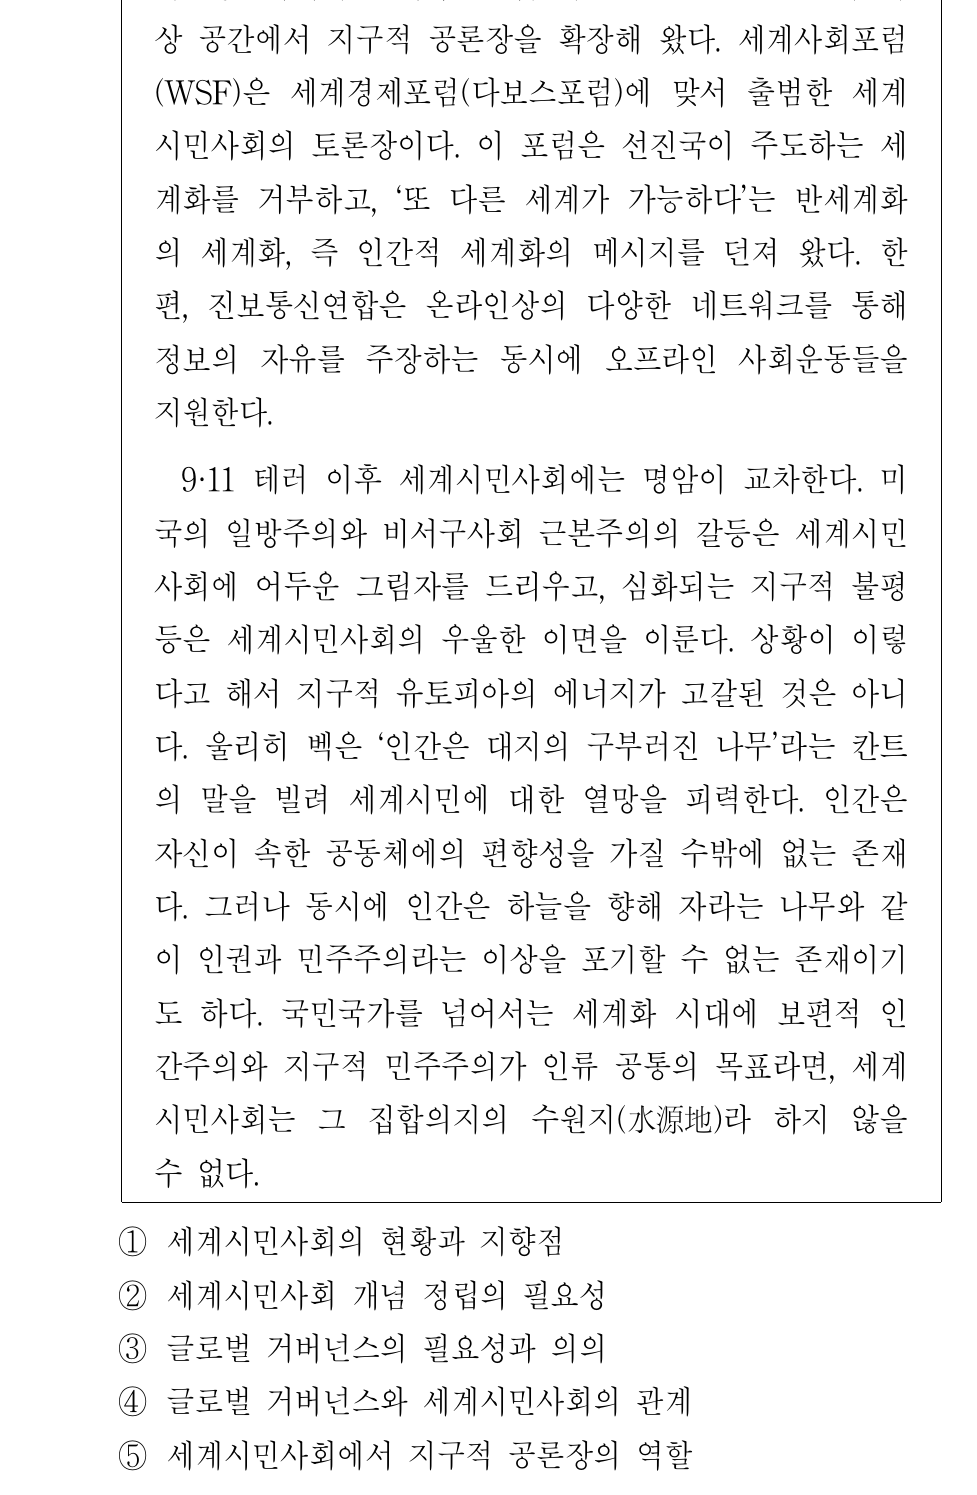 상 공간에서 지구적 공론장을 확장해 왔다. 세계사회포럼
(WSF)은 세계경제포럼(다보스포럼)에 맞서 출범한 세계
시민사회의 토론장이다. 이 포럼은 선진국이 주도하는 세
계화를 거부하고, ‘또 다른 세계가 가능하다’는 반세계화
의 세계화, 즉 인간적 세계화의 메시지를 던져 왔다. 한
편, 진보통신연합은 온라인상의 다양한 네트워크를 통해
정보의 자유를 주장하는 동시에 오프라인 사회운동들을
지원한다.
9·11 테러 이후 세계시민사회에는 명암이 교차한다. 미
국의 일방주의와 비서구사회 근본주의의 갈등은 세계시민
사회에 어두운 그림자를 드리우고, 심화되는 지구적 불평
등은 세계시민사회의 우울한 이면을 이룬다. 상황이 이렇
다고 해서 지구적 유토피아의 에너지가 고갈된 것은 아니
다. 울리히 벡은 ‘인간은 대지의 구부러진 나무’라는 칸트
의 말을 빌려 세계시민에 대한 열망을 피력한다. 인간은
자신이 속한 공동체에의 편향성을 가질 수밖에 없는 존재
다. 그러나 동시에 인간은 하늘을 향해 자라는 나무와 같
이 인권과 민주주의라는 이상을 포기할 수 없는 존재이기
도 하다. 국민국가를 넘어서는 세계화 시대에 보편적 인
간주의와 지구적 민주주의가 인류 공통의 목표라면, 세계
시민사회는 그 집합의지의 수원지(水源地)라 하지 않을
수 없다.
① 세계시민사회의 현황과 지향점
② 세계시민사회 개념 정립의 필요성
③ 글로벌 거버넌스의 필요성과 의의
④ 글로벌 거버넌스와 세계시민사회의 관계
⑤ 세계시민사회에서 지구적 공론장의 역할